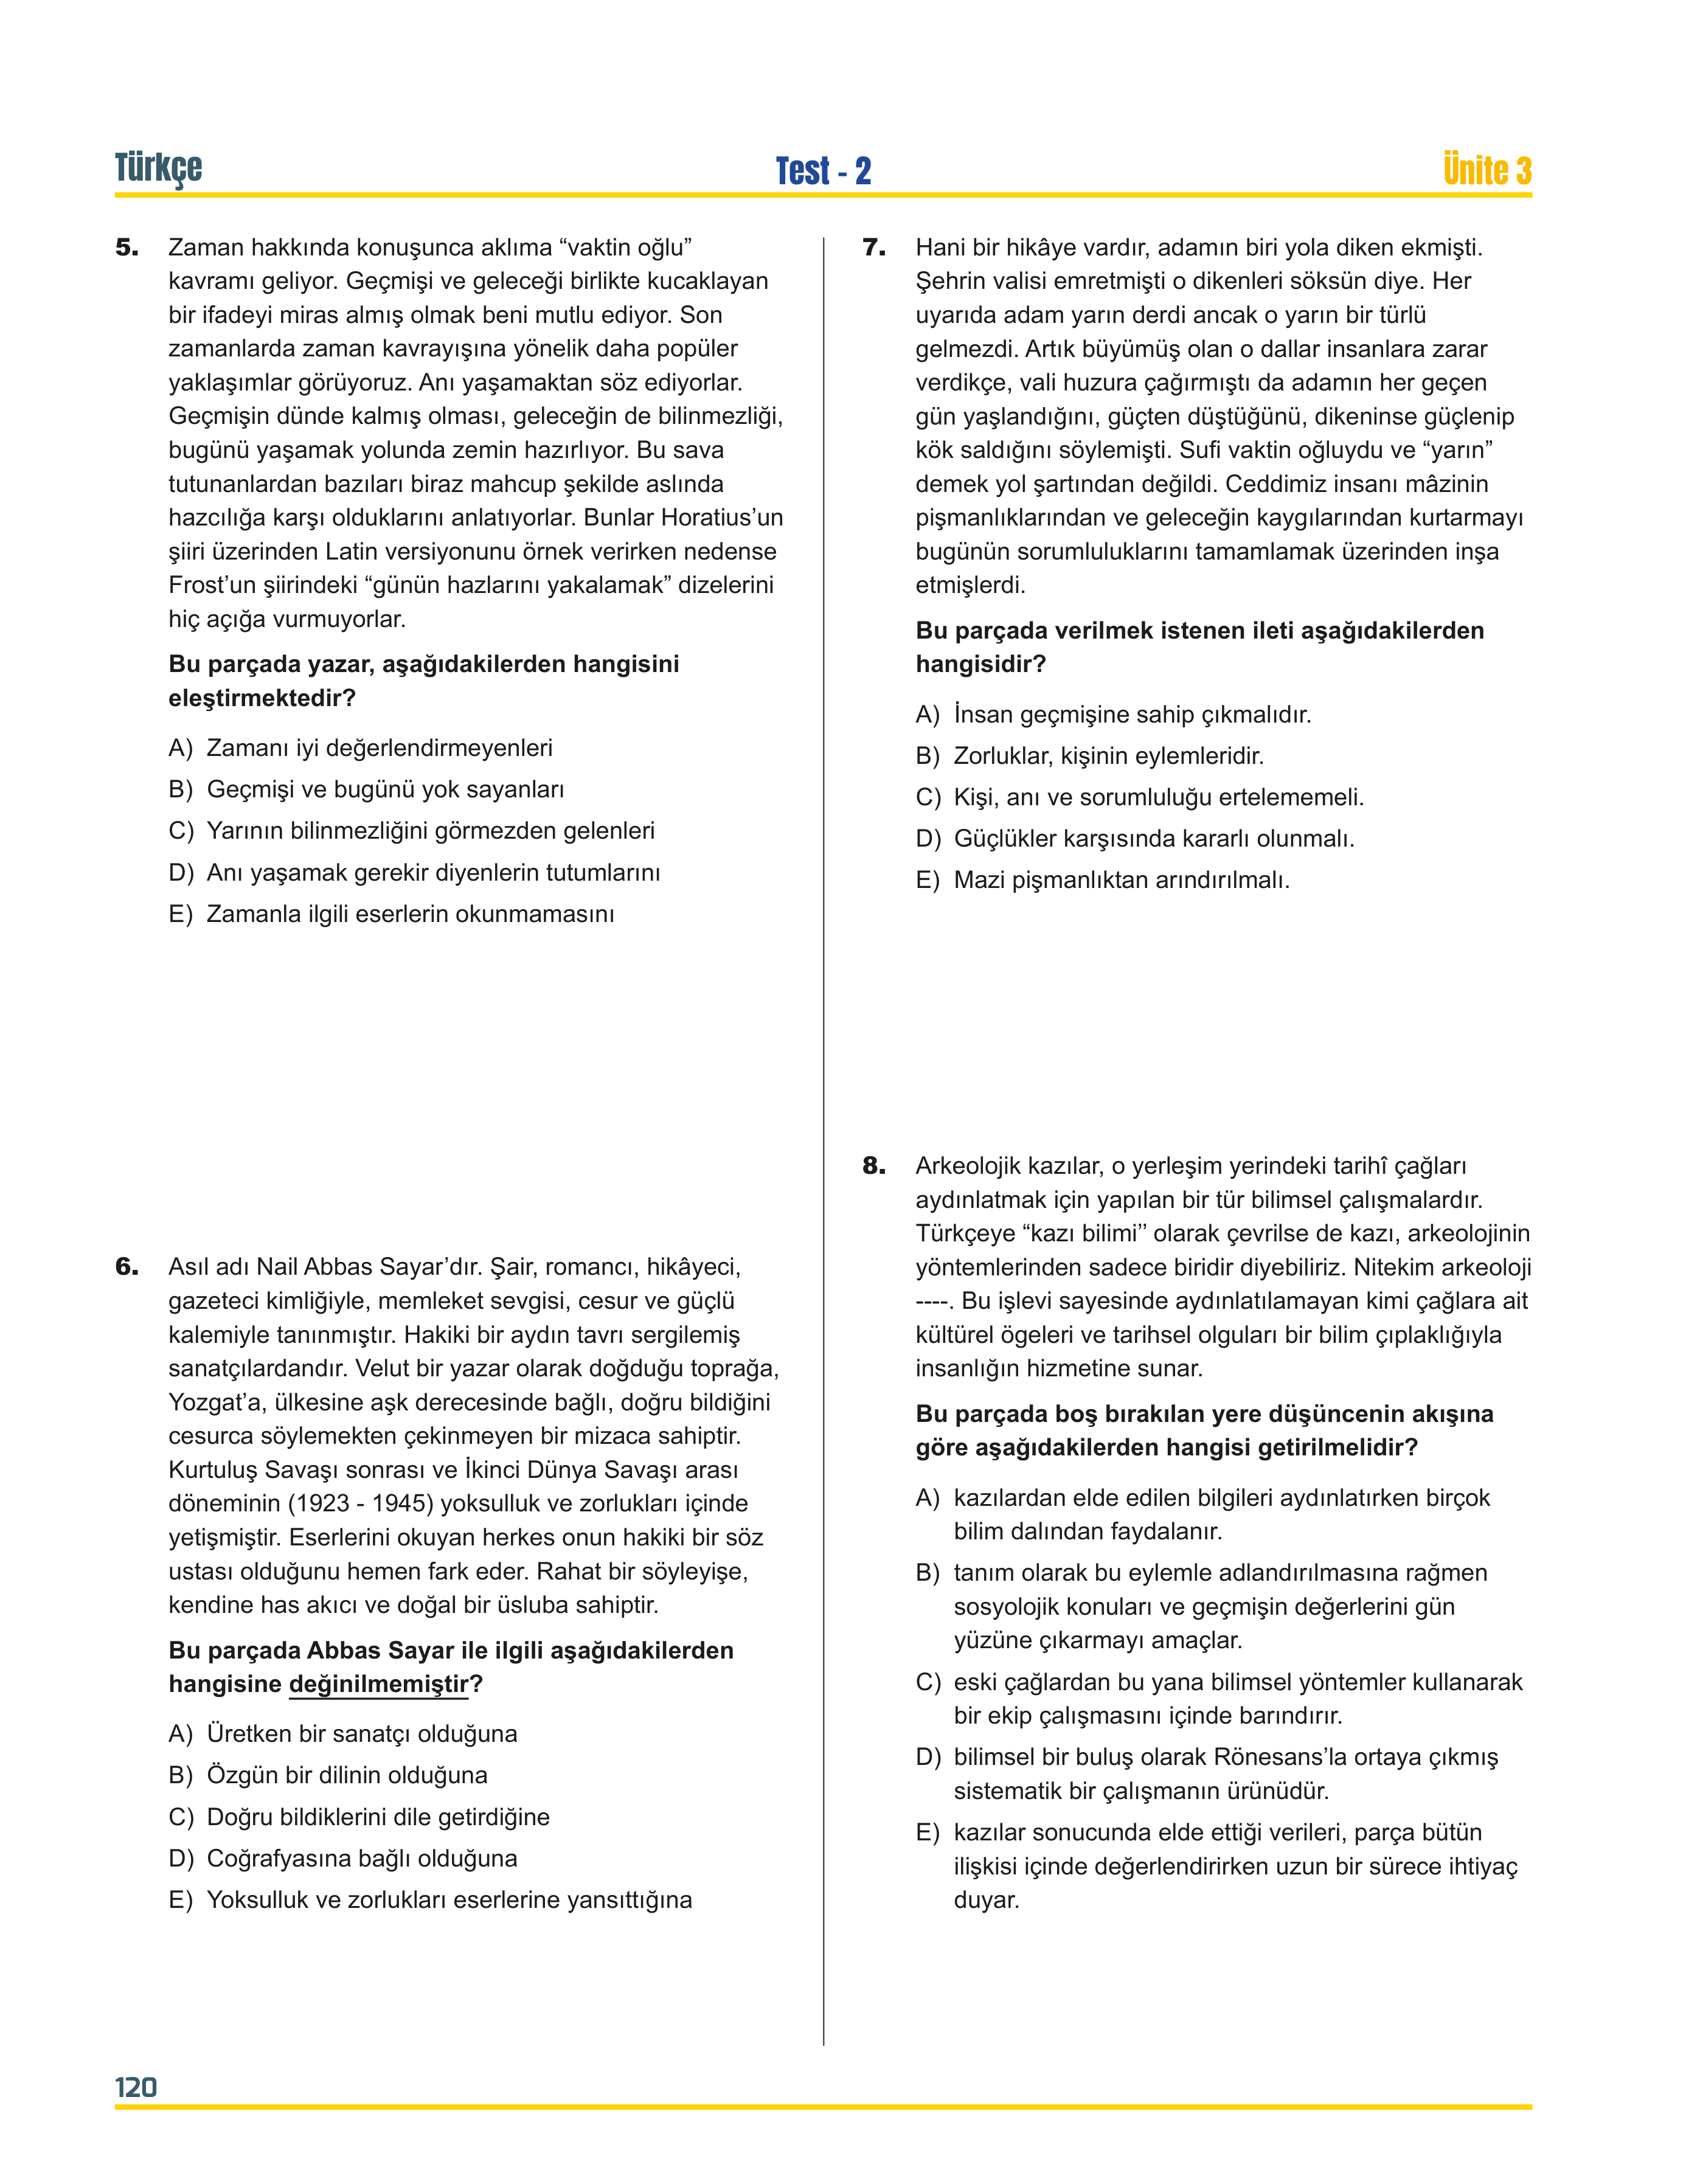 Türkçe
Test - 2
Ünite 3
5. Zaman hakkında konuşunca aklıma “vaktin oğlu”
kavramı geliyor. Geçmişi ve geleceği birlikte kucaklayan
bir ifadeyi miras almış olmak beni mutlu ediyor. Son
zamanlarda zaman kavrayışına yönelik daha popüler
yaklaşımlar görüyoruz. Anı yaşamaktan söz ediyorlar.
Geçmişin dünde kalmış olması, geleceğin de bilinmezliği,
bugünü yaşamak yolunda zemin hazırlıyor. Bu sava
tutunanlardan bazıları biraz mahcup şekilde aslında
hazcılığa karşı olduklarını anlatıyorlar. Bunlar Horatius’un
şiiri üzerinden Latin versiyonunu örnek verirken nedense
Frost’un şiirindeki “günün hazlarını yakalamak” dizelerini
hiç açığa vurmuyorlar.
Bu parçada yazar, aşağıdakilerden hangisini
eleştirmektedir?
A) Zamanı iyi değerlendirmeyenleri
B) Geçmişi ve bugünü yok sayanları
C) Yarının bilinmezliğini görmezden gelenleri
D) Anı yaşamak gerekir diyenlerin tutumlarını
E) Zamanla ilgili eserlerin okunmamasını
6. Asıl adı Nail Abbas Sayar’dır. Şair, romancı, hikâyeci,
gazeteci kimliğiyle, memleket sevgisi, cesur ve güçlü
kalemiyle tanınmıştır. Hakiki bir aydın tavrı sergilemiş
sanatçılardandır. Velut bir yazar olarak doğduğu toprağa,
Yozgat’a, ülkesine aşk derecesinde bağlı, doğru bildiğini
cesurca söylemekten çekinmeyen bir mizaca sahiptir.
Kurtuluş Savaşı sonrası ve İkinci Dünya Savaşı arası
döneminin (1923 - 1945) yoksulluk ve zorlukları içinde
yetişmiştir. Eserlerini okuyan herkes onun hakiki bir söz
ustası olduğunu hemen fark eder. Rahat bir söyleyişe,
kendine has akıcı ve doğal bir üsluba sahiptir.
Bu parçada Abbas Sayar ile ilgili aşağıdakilerden
hangisine değinilmemiştir?
A) Üretken bir sanatçı olduğuna
B) Özgün bir dilinin olduğuna
C) Doğru bildiklerini dile getirdiğine
D) Coğrafyasına bağlı olduğuna
E) Yoksulluk ve zorlukları eserlerine yansıttığına
7. Hani bir hikâye vardır, adamın biri yola diken ekmişti.
Şehrin valisi emretmişti o dikenleri söksün diye. Her
uyarıda adam yarın derdi ancak o yarın bir türlü
gelmezdi. Artık büyümüş olan o dallar insanlara zarar
verdikçe, vali huzura çağırmıştı da adamın her geçen
gün yaşlandığını, güçten düştüğünü, dikeninse güçlenip
kök saldığını söylemişti. Sufi vaktin oğluydu ve “yarın”
demek yol şartından değildi. Ceddimiz insanı mâzinin
pişmanlıklarından ve geleceğin kaygılarından kurtarmayı
bugünün sorumluluklarını tamamlamak üzerinden inşa
etmişlerdi.
Bu parçada verilmek istenen ileti aşağıdakilerden
hangisidir?
A) İnsan geçmişine sahip çıkmalıdır.
B) Zorluklar, kişinin eylemleridir.
C) Kişi, anı ve sorumluluğu ertelememeli.
D) Güçlükler karşısında kararlı olunmalı.
E) Mazi pişmanlıktan arındırılmalı.
8. Arkeolojik kazılar, o yerleşim yerindeki tarihî çağları
aydınlatmak için yapılan bir tür bilimsel çalışmalardır.
Türkçeye “kazı bilimi’’ olarak çevrilse de kazı, arkeolojinin
yöntemlerinden sadece biridir diyebiliriz. Nitekim arkeoloji
----. Bu işlevi sayesinde aydınlatılamayan kimi çağlara ait
kültürel ögeleri ve tarihsel olguları bir bilim çıplaklığıyla
insanlığın hizmetine sunar.
Bu parçada boş bırakılan yere düşüncenin akışına
göre aşağıdakilerden hangisi getirilmelidir?
A) kazılardan elde edilen bilgileri aydınlatırken birçok
bilim dalından faydalanır.
B) tanım olarak bu eylemle adlandırılmasına rağmen
sosyolojik konuları ve geçmişin değerlerini gün
yüzüne çıkarmayı amaçlar.
C) eski çağlardan bu yana bilimsel yöntemler kullanarak
bir ekip çalışmasını içinde barındırır.
D) bilimsel bir buluş olarak Rönesans’la ortaya çıkmış
sistematik bir çalışmanın ürünüdür.
E) kazılar sonucunda elde ettiği verileri, parça bütün
ilişkisi içinde değerlendirirken uzun bir sürece ihtiyaç
duyar.
120